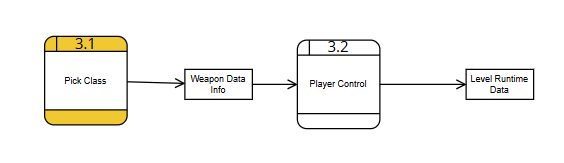 3.1
Pick Class
Weapon Data
Info
3.2
Player Control
Level Runtime
Data